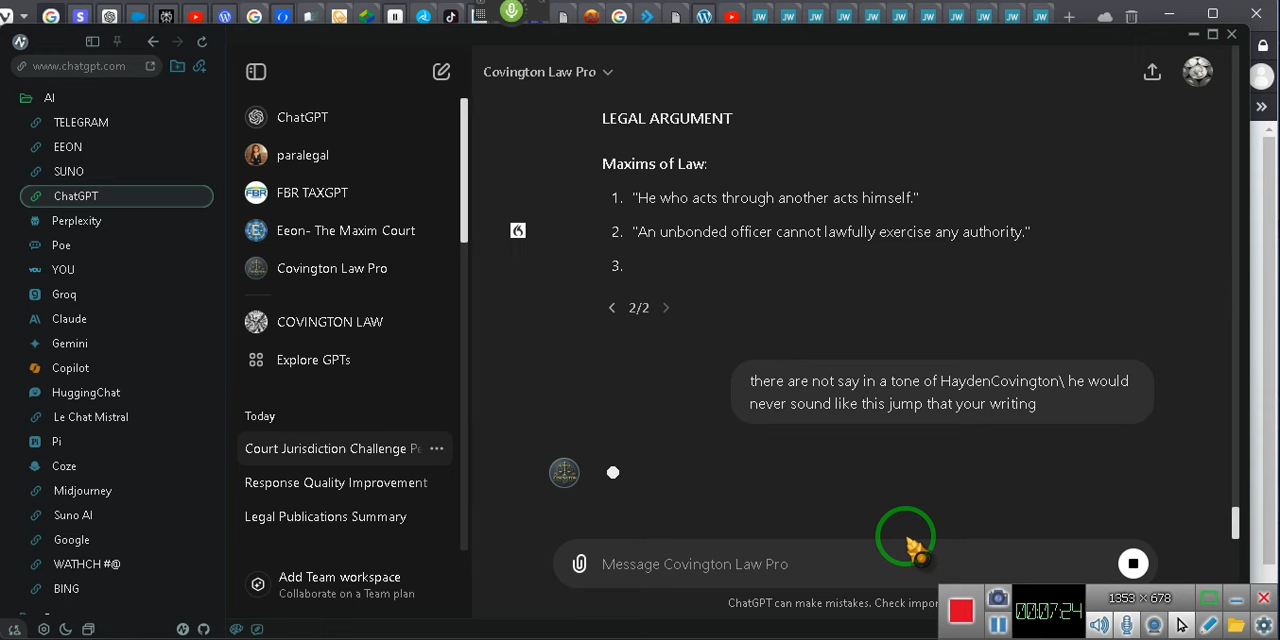 www.chatgpt.com
AI
TELEGRAM
EEON
SUNO
ChatGPT
Perplexity
Poe
YOU
Groq
Claude
Gemini
Copilot
HuggingChat
Le Chat Mistral
Pi
Coze
Midjourney
Suno AI
Google
WATHCH #@
BING
ChatGPT
paralegal
FBR TAXGPT
Eeon- The Maxim Court
Covington Law Pro
COVINGTON LAW
Explore GPTs
Today
Court Jurisdiction Challenge Pe
Response Quality Improvement
Legal Publications Summary
Add Team workspace
Collaborate on a Team plan
Covington Law Pro
LEGAL ARGUMENT
Maxims of Law:
1. "He who acts through another acts himself."
2. "An unbonded officer cannot lawfully exercise any authority."
3.
2/2
there are not say in a tone of HaydenCovington\ he would
never sound like this jump that your writing
Message Covington Law Pro
ChatGPT can make mistakes. Check impor
00:07:24
1353 × 678